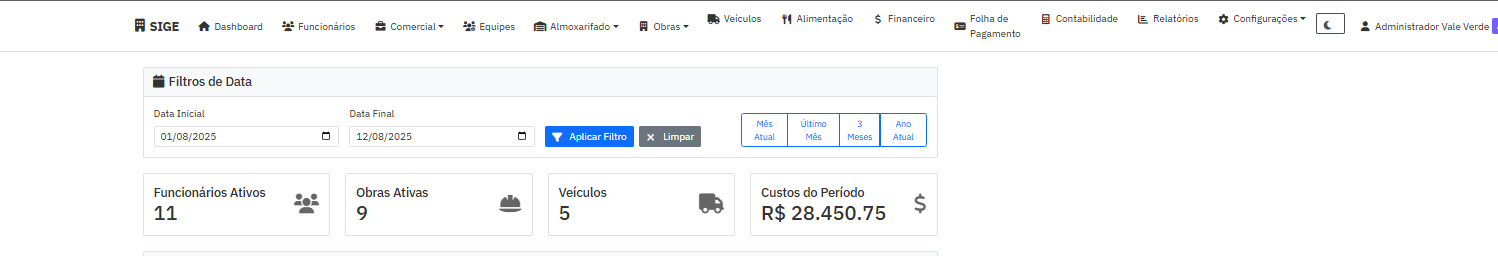 SIGE
Dashboard
Funcionários
Comercial
Equipes
Almoxarifado
Obras
Veículos
Alimentação
Financeiro
Folha de
Pagamento
Contabilidade
Relatórios
Configurações
Administrador Vale Verde
Filtros de Data
Data Inicial
Data Final
01/08/2025
12/08/2025
Aplicar Filtro
Limpar
Mês
Atual
Último
Mês
3
Meses
Ano
Atual
Funcionários Ativos
11
Obras Ativas
9
Veículos
5
Custos do Período
R$ 28.450.75